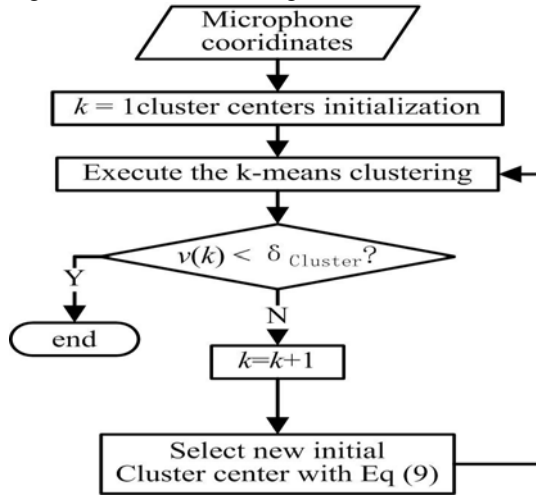 Microphone
cooridinates
k = 1cluster centers initialization
Execute the k-means clustering
v(k) < δ Cluster?
Y
N
end
k=k+1
Select new initial
Cluster center with Eq (9)